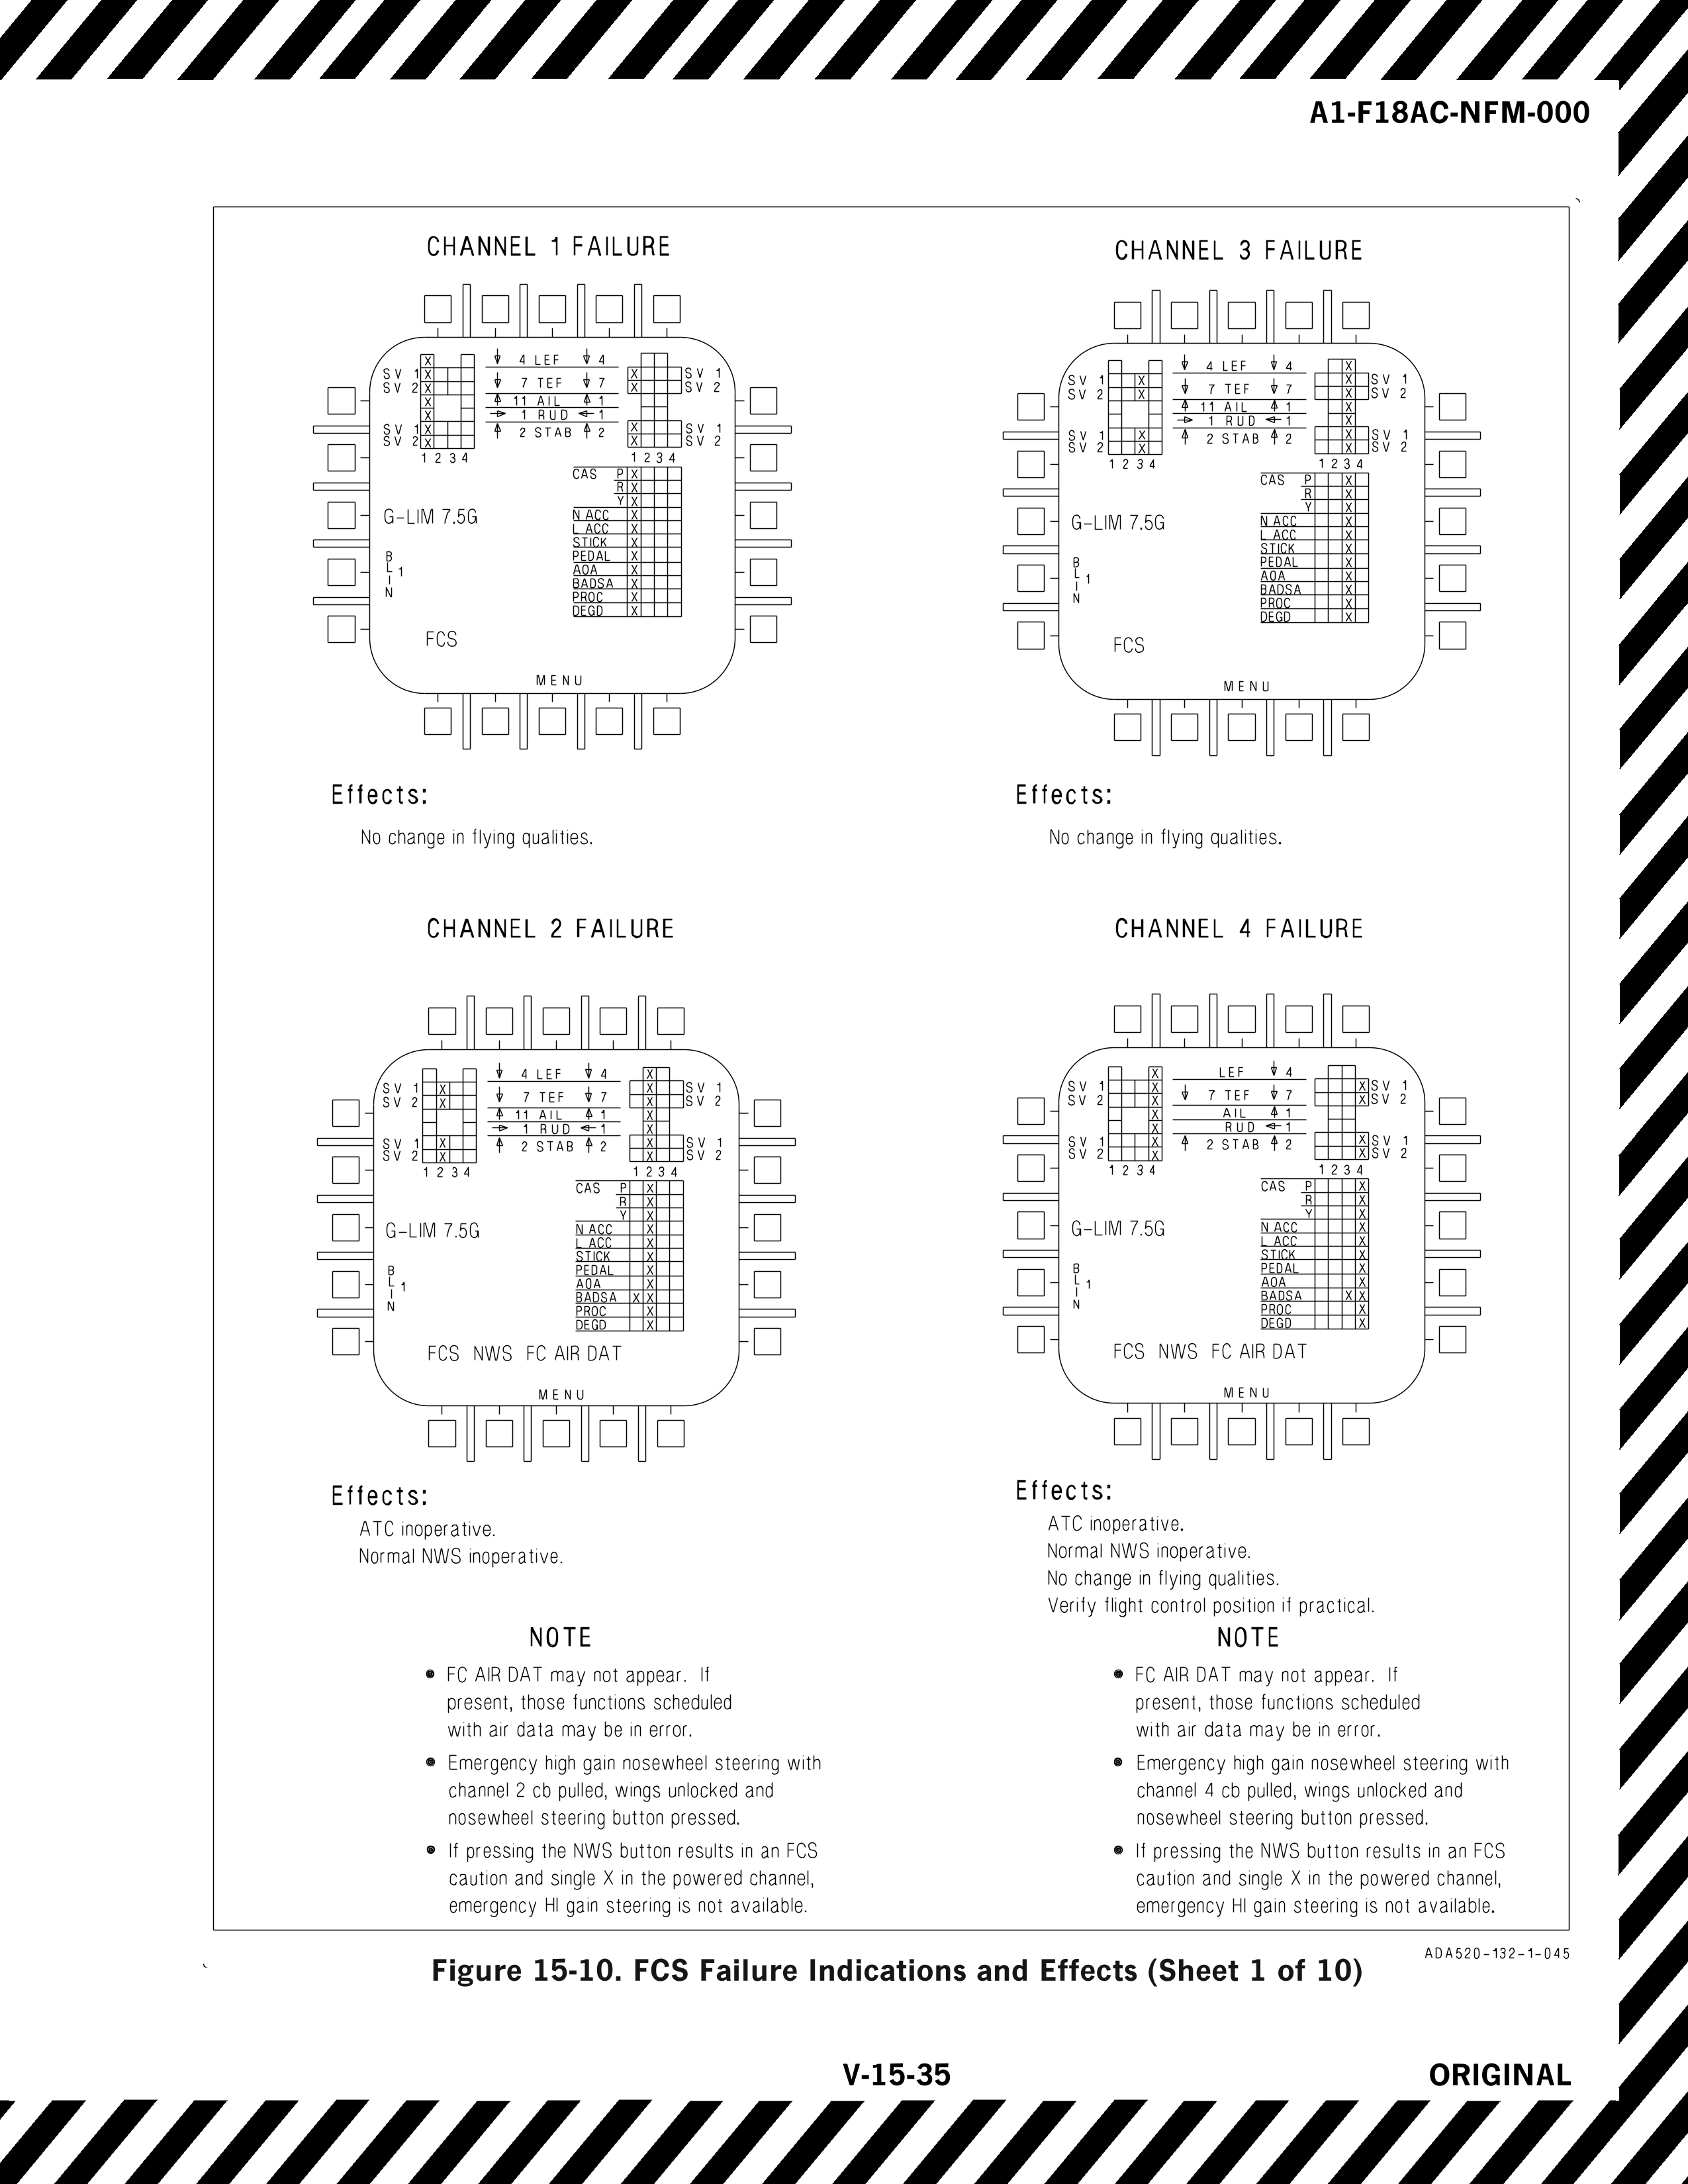 A1-F18AC-NFM-000
CHANNEL 1 FAILURE
X
SV 1 X 4 LEF 4 X SV 1
SV 2 X 7 TEF 7 X SV 2
X 11 AIL 1
X 1 RUD 1
SV 1 X 2 STAB 2 X SV 1
SV 2 X X SV 2
1 2 3 4 1 2 3 4
CAS P X
R X
Y X
G-LIM 7.5G N ACC X
L ACC X
STICK X
BLIN 1 PEDAL X
AOA X
BADSA X
PROC X
DEGD X
FCS
MENU
Effects:
No change in flying qualities.
CHANNEL 3 FAILURE
4 LEF 4 X
SV 1 X 7 TEF 7 X SV 1
SV 2 X X SV 2
11 AIL 1 X
1 RUD 1 X
SV 1 X 2 STAB 2 X SV 1
SV 2 X X SV 2
1 2 3 4 1 2 3 4
CAS P X
R X
Y X
G-LIM 7.5G N ACC X
L ACC X
STICK X
BLIN 1 PEDAL X
AOA X
BADSA X
PROC X
DEGD X
FCS
MENU
Effects:
No change in flying qualities.
CHANNEL 2 FAILURE
4 LEF 4 X
SV 1 X 7 TEF 7 X SV 1
SV 2 X X SV 2
11 AIL 1 X
1 RUD 1 X
SV 1 X 2 STAB 2 X SV 1
SV 2 X X SV 2
1 2 3 4 1 2 3 4
CAS P X
R X
Y X
G-LIM 7.5G N ACC X
L ACC X
STICK X
BLIN 1 PEDAL X
AOA X
BADSA X X
PROC X
DEGD X
FCS NWS FC AIR DAT
MENU
Effects:
ATC inoperative.
Normal NWS inoperative.
NOTE
● FC AIR DAT may not appear. If
present, those functions scheduled
with air data may be in error.
● Emergency high gain nosewheel steering with
channel 2 cb pulled, wings unlocked and
nosewheel steering button pressed.
● If pressing the NWS button results in an FCS
caution and single X in the powered channel,
emergency HI gain steering is not available.
CHANNEL 4 FAILURE
X LEF 4
SV 1 X 7 TEF 7 X SV 1
SV 2 X X SV 2
X AIL 1
X RUD 1
SV 1 X 2 STAB 2 X SV 1
SV 2 X X SV 2
1 2 3 4 1 2 3 4
CAS P X
R X
Y X
G-LIM 7.5G N ACC X
L ACC X
STICK X
BLIN 1 PEDAL X
AOA X
BADSA X X
PROC X
DEGD X
FCS NWS FC AIR DAT
MENU
Effects:
ATC inoperative.
Normal NWS inoperative.
No change in flying qualities.
Verify flight control position if practical.
NOTE
● FC AIR DAT may not appear. If
present, those functions scheduled
with air data may be in error.
● Emergency high gain nosewheel steering with
channel 4 cb pulled, wings unlocked and
nosewheel steering button pressed.
● If pressing the NWS button results in an FCS
caution and single X in the powered channel,
emergency HI gain steering is not available.
ADA520-132-1-045
Figure 15-10. FCS Failure Indications and Effects (Sheet 1 of 10)
V-15-35
ORIGINAL